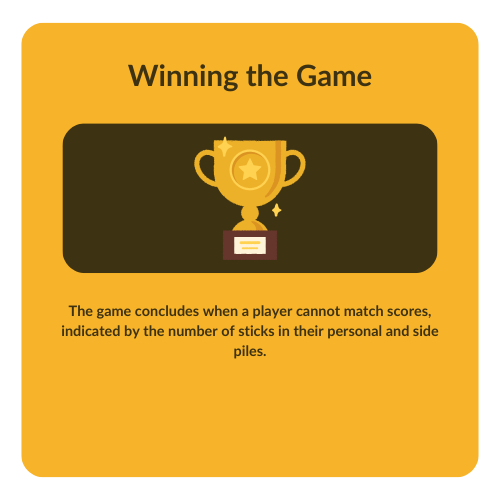 Winning the Game
The game concludes when a player cannot match scores,
indicated by the number of sticks in their personal and side
piles.